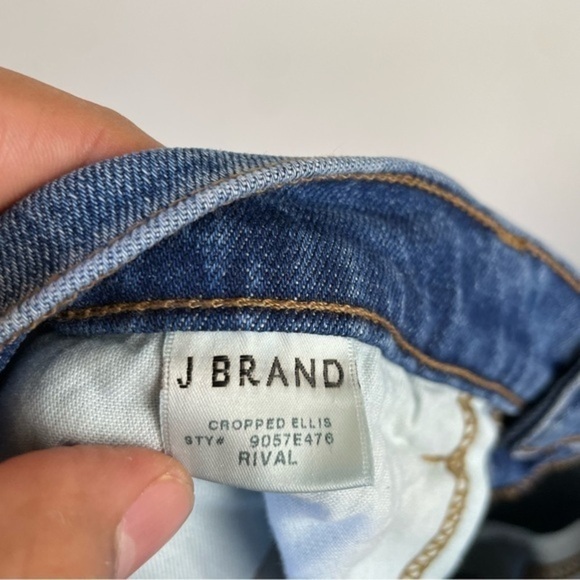 J BRAND
CROPPED ELLIS
STY# 9057E476
RIVAL